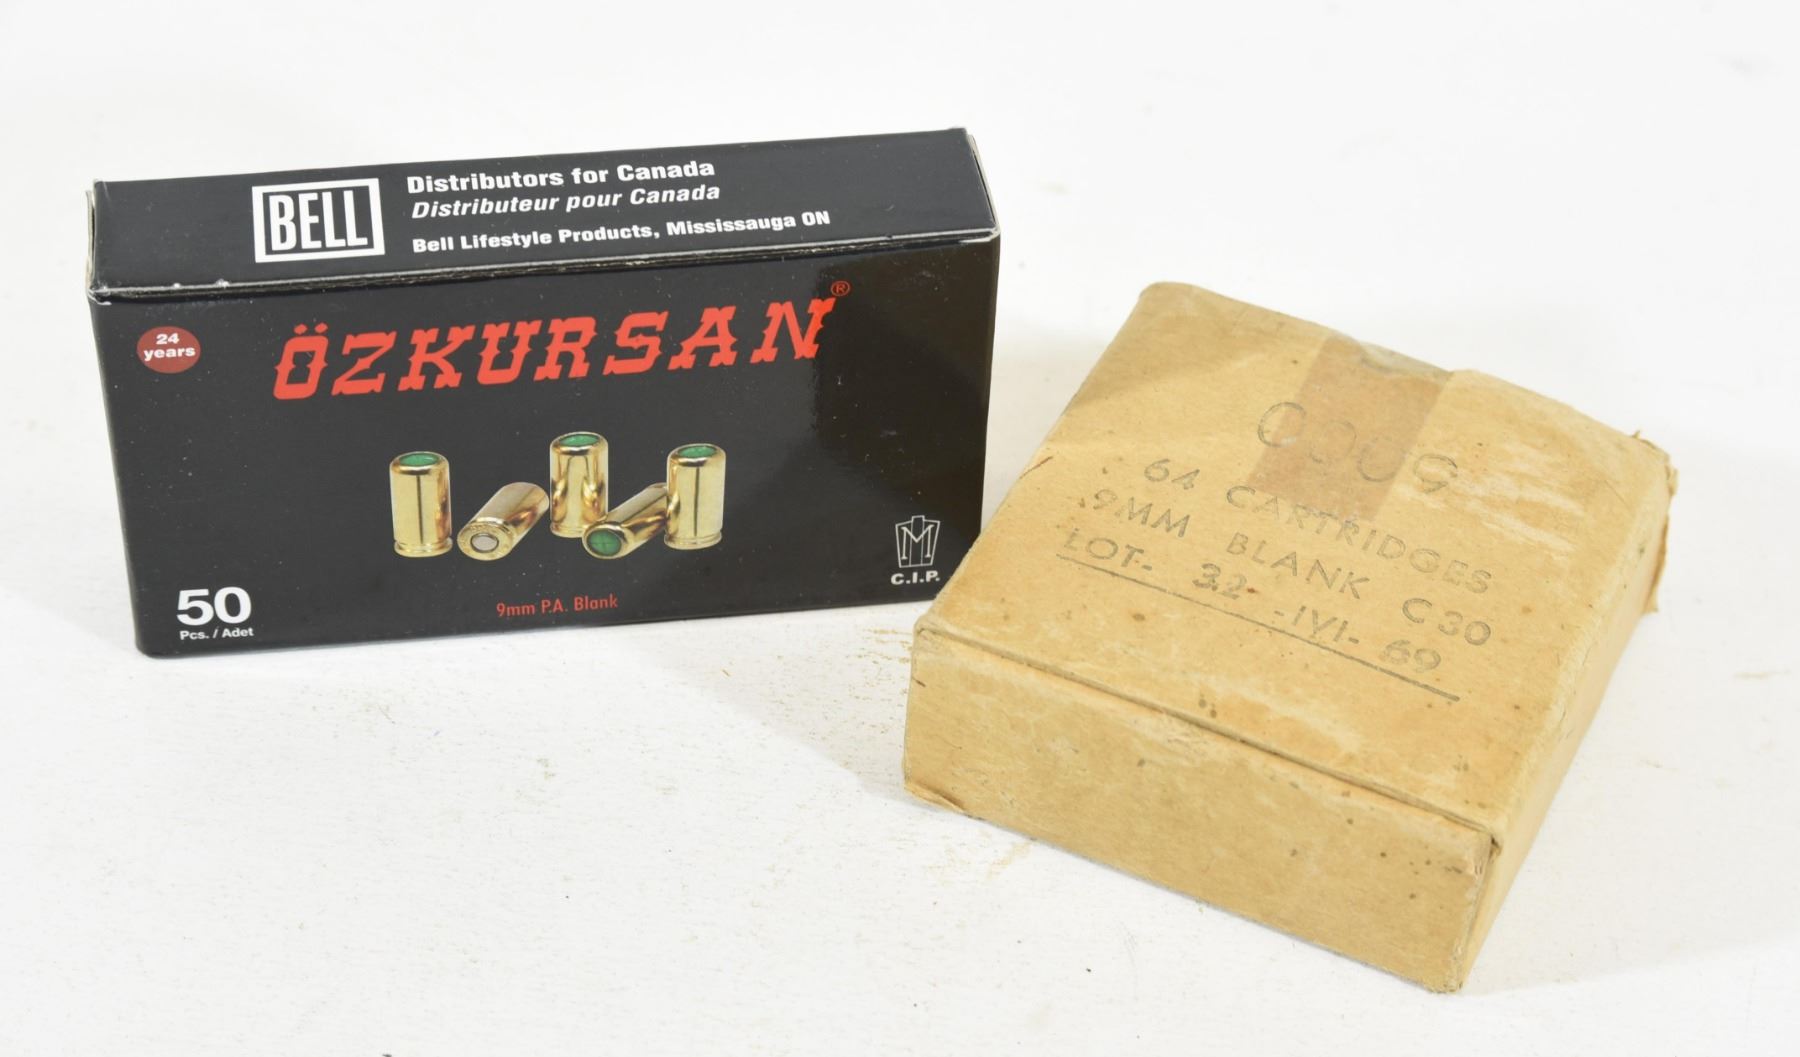 BELL
Distributors for Canada
Distributeur pour Canada
Bell Lifestyle Products, Mississauga ON
24
years
ÖZKURSAN®
50
Pcs. / Adet
9mm P.A. Blank
M
C.I.P.
64 CARTRIDGES
9MM BLANK C30
LOT- 32 -IVI- 69